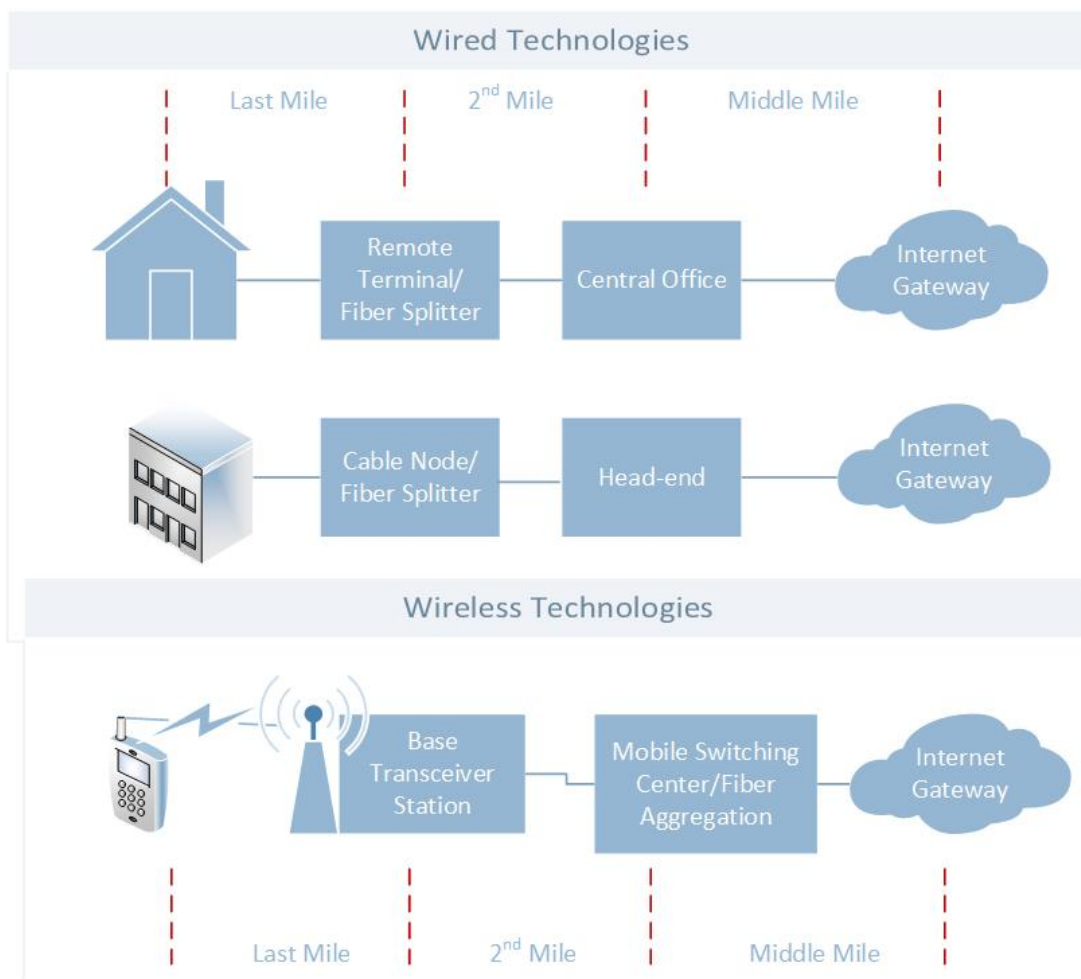 Wired Technologies
Last Mile
2nd Mile
Middle Mile
Remote
Terminal/
Fiber Splitter
Central Office
Internet
Gateway
Cable Node/
Fiber Splitter
Head-end
Internet
Gateway
Wireless Technologies
Base
Transceiver
Station
Mobile Switching
Center/Fiber
Aggregation
Internet
Gateway
Last Mile
2nd Mile
Middle Mile